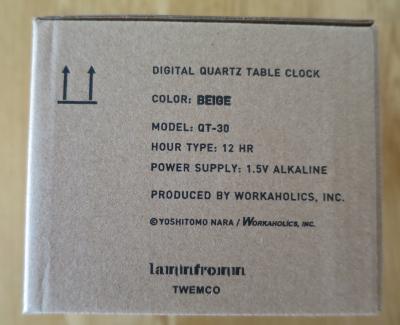 DIGITAL QUARTZ TABLE CLOCK
COLOR: BEIGE
MODEL: QT-30
HOUR TYPE: 12 HR
POWER SUPPLY: 1.5V ALKALINE
PRODUCED BY WORKAHOLICS, INC.
©YOSHITOMO NARA / WORKAHOLICS, INC.
lammfromm
TWEMCO